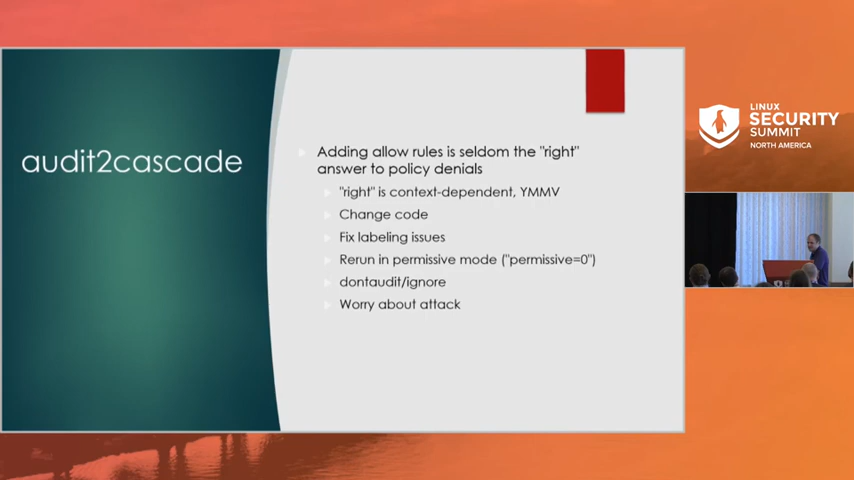 audit2cascade
Adding allow rules is seldom the "right"
answer to policy denials
"right" is context-dependent, YMMV
Change code
Fix labeling issues
Rerun in permissive mode ("permissive=0")
dontaudit/ignore
Worry about attack
LINUX
SECURITY
SUMMIT
NORTH AMERICA